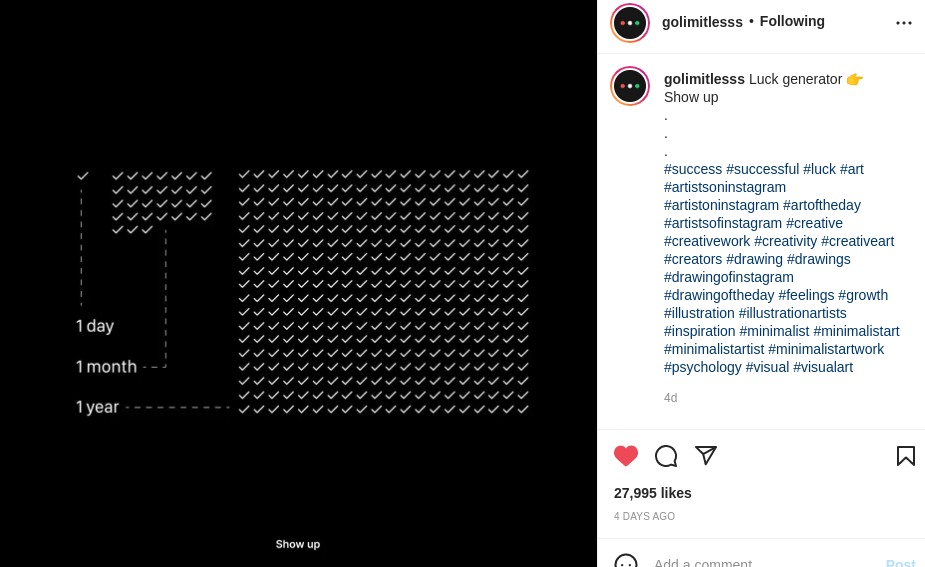 1 day
1 month
1 year
Show up
golimitlesss • Following
golimitlesss Luck generator 👉
Show up
.
.
.
#success #successful #luck #art
#artistsoninstagram
#artistoninstagram #artoftheday
#artistsofinstagram #creative
#creativework #creativity #creativeart
#creators #drawing #drawings
#drawingofinstagram
#drawingoftheday #feelings #growth
#illustration #illustrationartists
#inspiration #minimalist #minimalistart
#minimalistartist #minimalistartwork
#psychology #visual #visualart
4d
27,995 likes
4 DAYS AGO
Add a comment...
Post